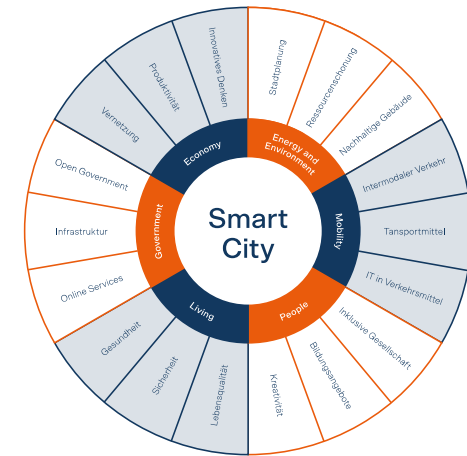 Smart
City
Energy and
Environment
Stadtplanung
Ressourcenschonung
Nachhaltige Gebäude
Mobility
Intermodaler Verkehr
Tansportmittel
IT in Verkehrsmittel
People
Inklusive Gesellschaft
Bildungsangebote
Kreativität
Living
Lebensqualität
Sicherheit
Gesundheit
Government
Online Services
Infrastruktur
Open Government
Economy
Vernetzung
Produktivität
Innovatives Denken